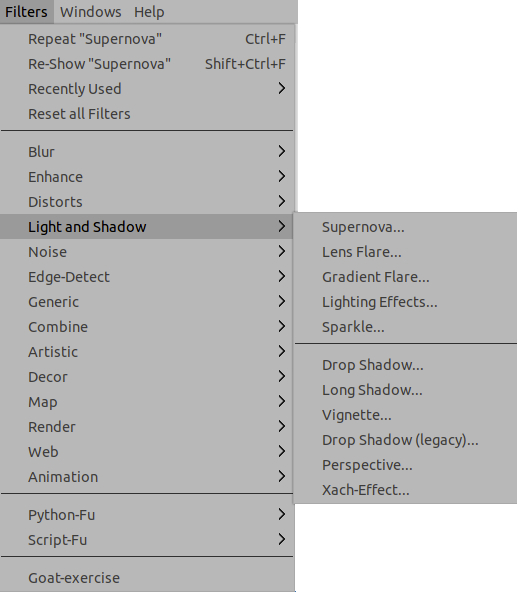 Filters Windows Help
Repeat "Supernova" Ctrl+F
Re-Show "Supernova" Shift+Ctrl+F
Recently Used
Reset all Filters
Blur
Enhance
Distorts
Light and Shadow
Noise
Edge-Detect
Generic
Combine
Artistic
Decor
Map
Render
Web
Animation
Python-Fu
Script-Fu
Goat-exercise
Supernova...
Lens Flare...
Gradient Flare...
Lighting Effects...
Sparkle...
Drop Shadow...
Long Shadow...
Vignette...
Drop Shadow (legacy)...
Perspective...
Xach-Effect...